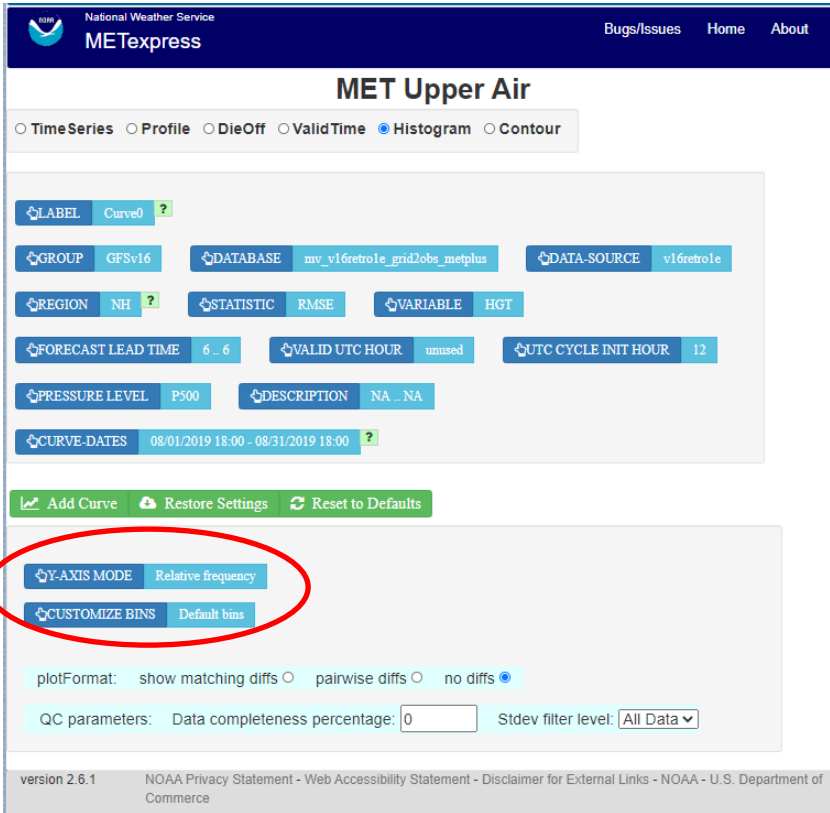 NOAA
National Weather Service
METexpress
Bugs/Issues Home About
MET Upper Air
TimeSeries Profile DieOff ValidTime Histogram Contour
LABEL Curve0 ?
GROUP GFSv16 DATABASE mv_v16retro1e_grid2obs_metplus DATA-SOURCE v16retro1e
REGION NH ? STATISTIC RMSE VARIABLE HGT
FORECAST LEAD TIME 6 .. 6 VALID UTC HOUR unused UTC CYCLE INIT HOUR 12
PRESSURE LEVEL P500 DESCRIPTION NA .. NA
CURVE-DATES 08/01/2019 18:00 - 08/31/2019 18:00 ?
Add Curve Restore Settings Reset to Defaults
Y-AXIS MODE Relative frequency
CUSTOMIZE BINS Default bins
plotFormat: show matching diffs pairwise diffs no diffs
QC parameters: Data completeness percentage: 0 Stdev filter level: All Data
version 2.6.1 NOAA Privacy Statement - Web Accessibility Statement - Disclaimer for External Links - NOAA - U.S. Department of
Commerce